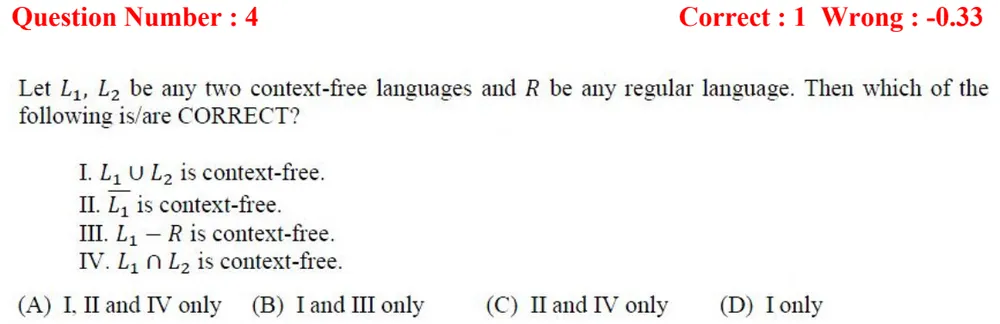 Question Number : 4 Correct : 1 Wrong : -0.33
Let L₁, L₂ be any two context-free languages and R be any regular language. Then which of the
following is/are CORRECT?
I. L₁ ∪ L₂ is context-free.
II. L̅₁ is context-free.
III. L₁ − R is context-free.
IV. L₁ ∩ L₂ is context-free.
(A) I, II and IV only (B) I and III only (C) II and IV only (D) I only